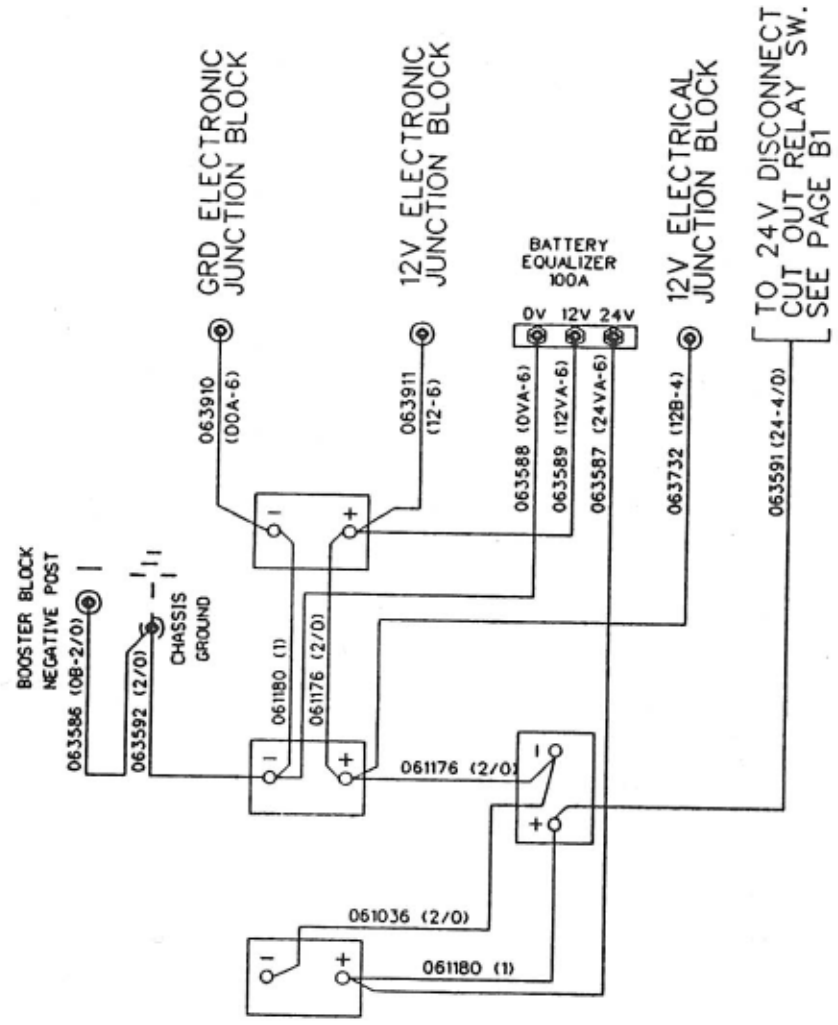 BOOSTER BLOCK
NEGATIVE POST
063586 (0B-2/0)
063592 (2/0)
CHASSIS
GROUND
GRD ELECTRONIC
JUNCTION BLOCK
063910
(00A-6)
12V ELECTRONIC
JUNCTION BLOCK
063911
(12-6)
BATTERY
EQUALIZER
100A
0V 12V 24V
063588 (0VA-6)
063589 (12VA-6)
063587 (24VA-6)
12V ELECTRICAL
JUNCTION BLOCK
063732 (12B-4)
TO 24V DISCONNECT
CUT OUT RELAY SW.
SEE PAGE B1
063591 (24-4/0)
- +
061180 (1)
061176 (2/0)
- +
061176 (2/0)
+ -
061036 (2/0)
- +
061180 (1)